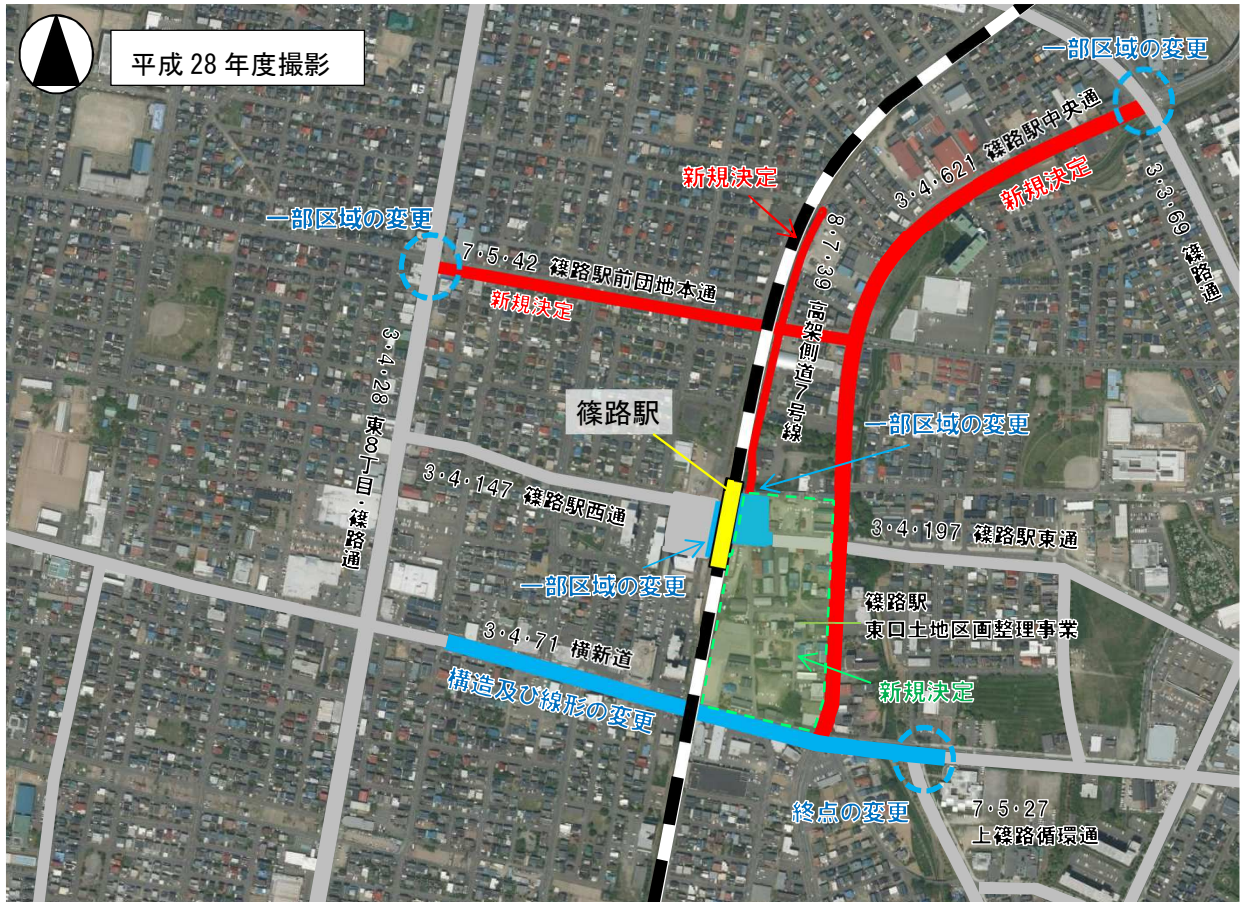 平成28年度撮影
一部区域の変更
3・4・621 篠路駅中央通
新規決定
3・3・69 篠路通
新規決定
8・7・39 高架側道7号線
一部区域の変更
7・5・42 篠路駅前団地本通
新規決定
3・4・28 東8丁目・篠路通
篠路駅
一部区域の変更
3・4・147 篠路駅西通
一部区域の変更
3・4・197 篠路駅東通
篠路駅
東口土地区画整理事業
新規決定
3・4・71 横新道
構造及び線形の変更
終点の変更
7・5・27
上篠路循環通